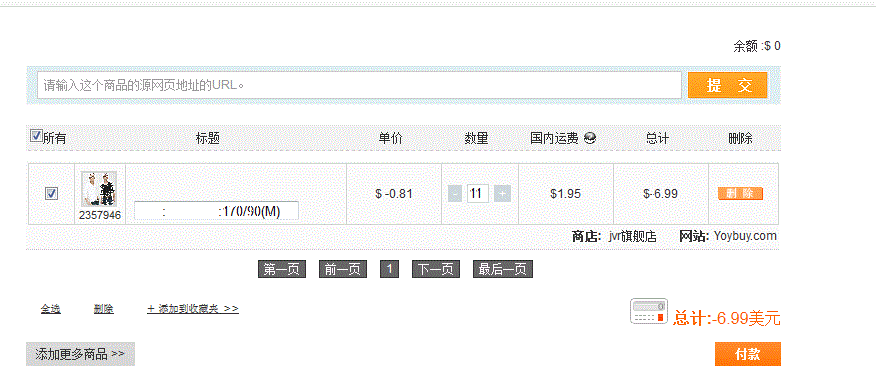 余额 :$ 0
请输入这个商品的源网页地址的URL。 提 交
所有 标题 单价 数量 国内运费 总计 删除
2357946 : :170/90(M) $ -0.81 - 11 + $1.95 $-6.99 删 除
商店: jvr旗舰店 网站: Yoybuy.com
第一页 前一页 1 下一页 最后一页
全选 删除 + 添加到收藏夹 >> 总计:-6.99美元
添加更多商品 >> 付款